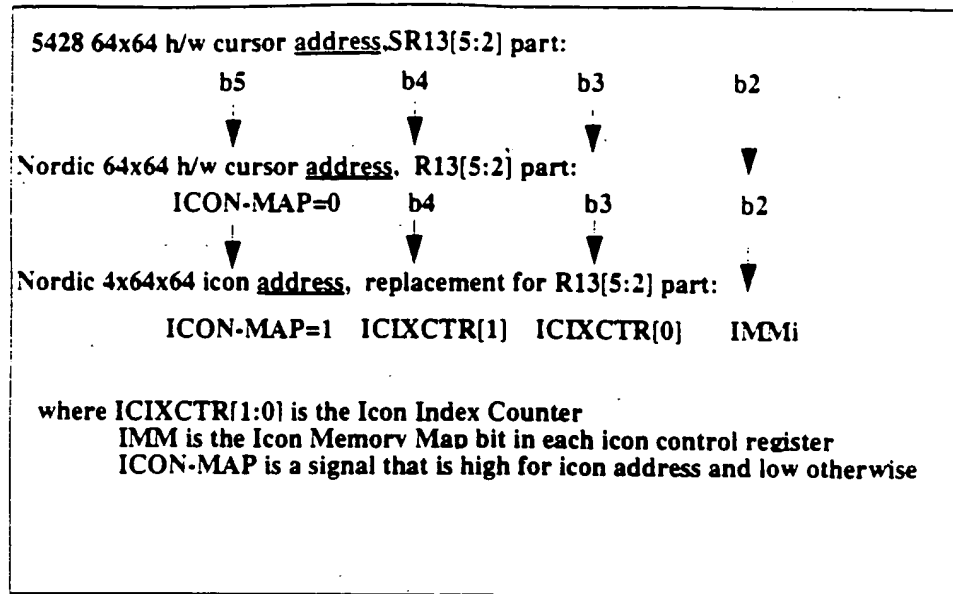 5428 64x64 h/w cursor address,SR13[5:2] part:
b5 b4 b3 b2
Nordic 64x64 h/w cursor address, R13[5:2] part:
ICON-MAP=0 b4 b3 b2
Nordic 4x64x64 icon address, replacement for R13[5:2] part:
ICON-MAP=1 ICIXCTR[1] ICIXCTR[0] IMMi
where ICIXCTR[1:0] is the Icon Index Counter
IMM is the Icon Memory Map bit in each icon control register
ICON-MAP is a signal that is high for icon address and low otherwise